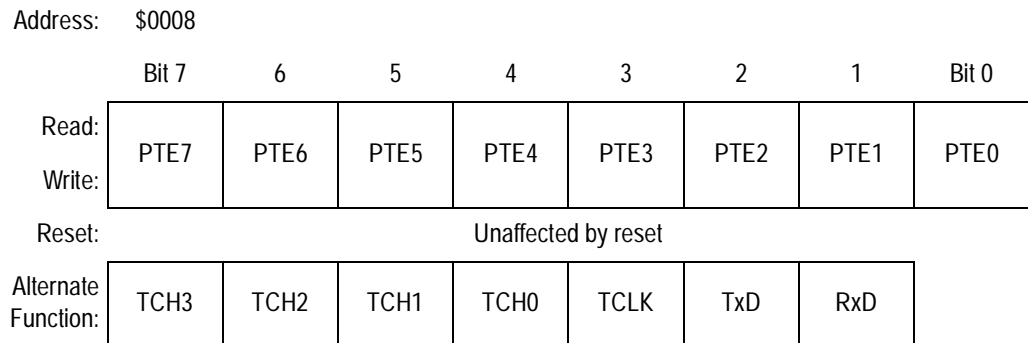 Address: $0008
Bit 7 6 5 4 3 2 1 Bit 0
Read:
PTE7 PTE6 PTE5 PTE4 PTE3 PTE2 PTE1 PTE0
Write:
Reset: Unaffected by reset
Alternate
Function: TCH3 TCH2 TCH1 TCH0 TCLK TxD RxD